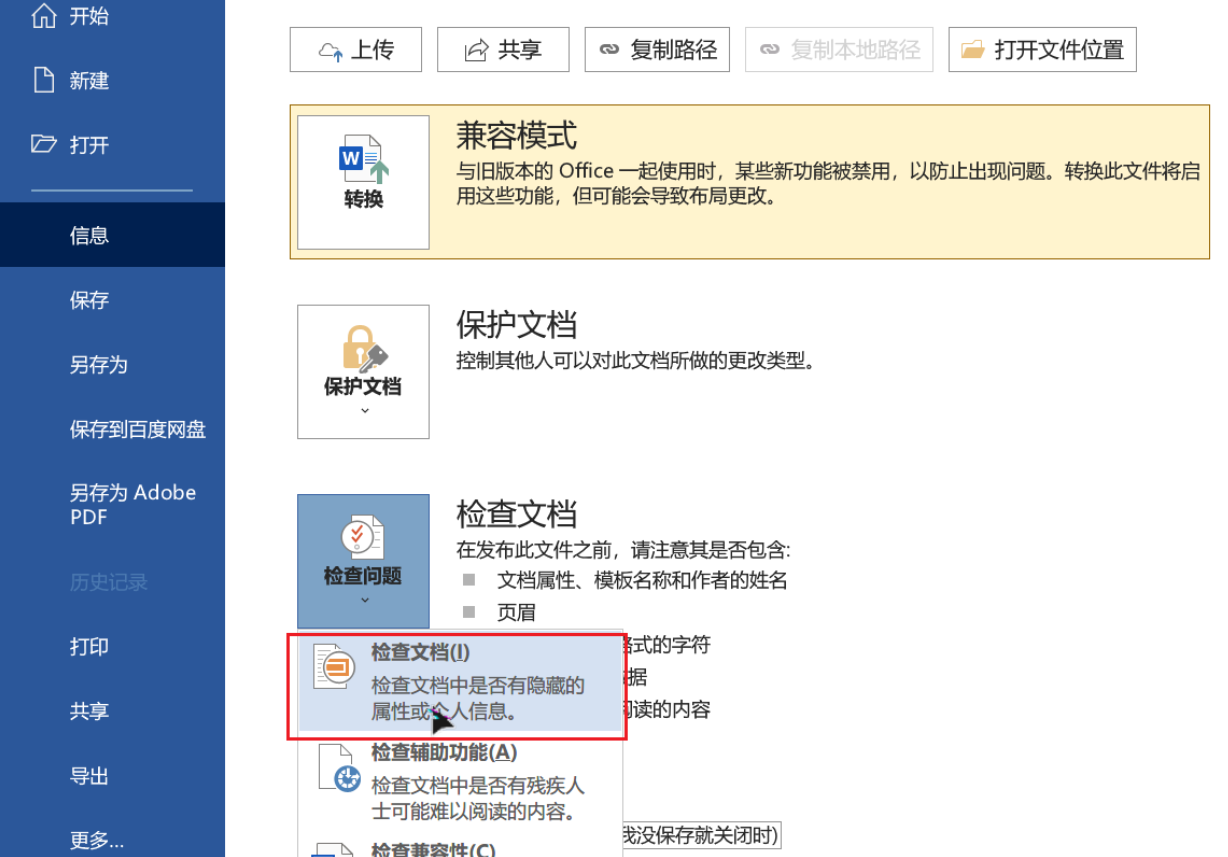 开始
新建
打开
信息
保存
另存为
保存到百度网盘
另存为 Adobe
PDF
历史记录
打印
共享
导出
更多...
上传
共享
复制路径
复制本地路径
打开文件位置
转换
兼容模式
与旧版本的 Office 一起使用时，某些新功能被禁用，以防止出现问题。转换此文件将启
用这些功能，但可能会导致布局更改。
保护文档
保护文档
控制其他人可以对此文档所做的更改类型。
检查问题
检查文档
在发布此文件之前，请注意其是否包含:
文档属性、模板名称和作者的姓名
页眉
格式的字符
据
阅读的内容
检查文档(I)
检查文档中是否有隐藏的
属性或个人信息。
检查辅助功能(A)
检查文档中是否有残疾人
士可能难以阅读的内容。
检查兼容性(C)
我没保存就关闭时)